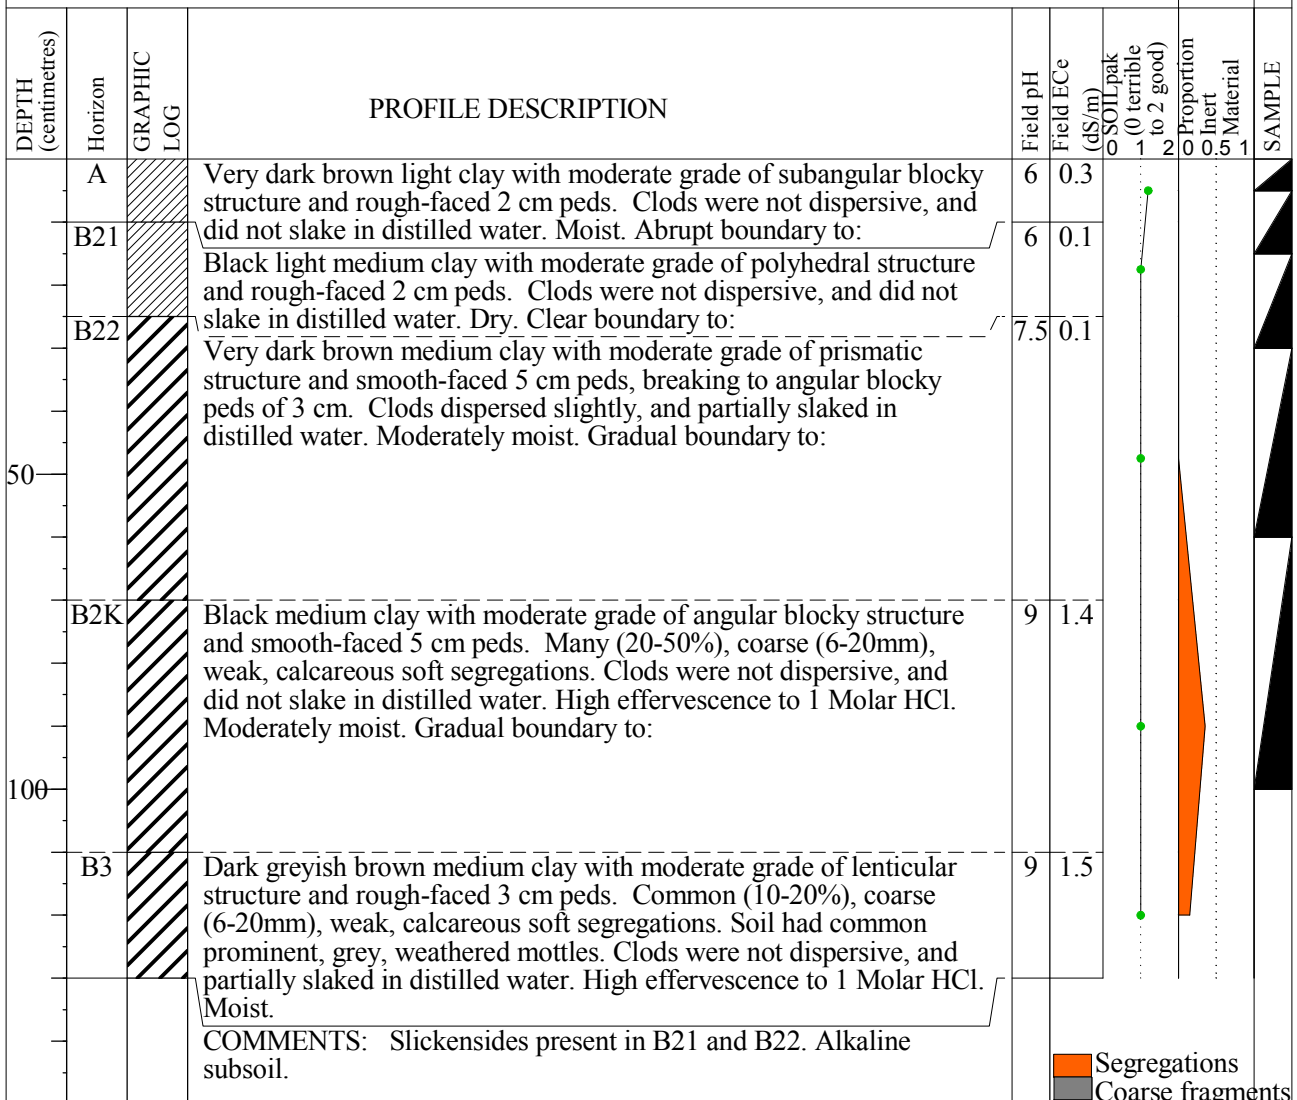 DEPTH
(centimetres)
Horizon
GRAPHIC
LOG
PROFILE DESCRIPTION
Field pH
Field ECe
(dS/m)
SOILpak
(0 terrible
to 2 good)
0 1 2
Proportion
Inert
Material
0 0.5 1
SAMPLE
A
Very dark brown light clay with moderate grade of subangular blocky
structure and rough-faced 2 cm peds. Clods were not dispersive, and
did not slake in distilled water. Moist. Abrupt boundary to:
6 0.3
B21
Black light medium clay with moderate grade of polyhedral structure
and rough-faced 2 cm peds. Clods were not dispersive, and did not
slake in distilled water. Dry. Clear boundary to:
6 0.1
B22
Very dark brown medium clay with moderate grade of prismatic
structure and smooth-faced 5 cm peds, breaking to angular blocky
peds of 3 cm. Clods dispersed slightly, and partially slaked in
distilled water. Moderately moist. Gradual boundary to:
7.5 0.1
50
B2K
Black medium clay with moderate grade of angular blocky structure
and smooth-faced 5 cm peds. Many (20-50%), coarse (6-20mm),
weak, calcareous soft segregations. Clods were not dispersive, and
did not slake in distilled water. High effervescence to 1 Molar HCl.
Moderately moist. Gradual boundary to:
9 1.4
100
B3
Dark greyish brown medium clay with moderate grade of lenticular
structure and rough-faced 3 cm peds. Common (10-20%), coarse
(6-20mm), weak, calcareous soft segregations. Soil had common
prominent, grey, weathered mottles. Clods were not dispersive, and
partially slaked in distilled water. High effervescence to 1 Molar HCl.
Moist.
9 1.5
COMMENTS: Slickensides present in B21 and B22. Alkaline
subsoil.
Segregations
Coarse fragments